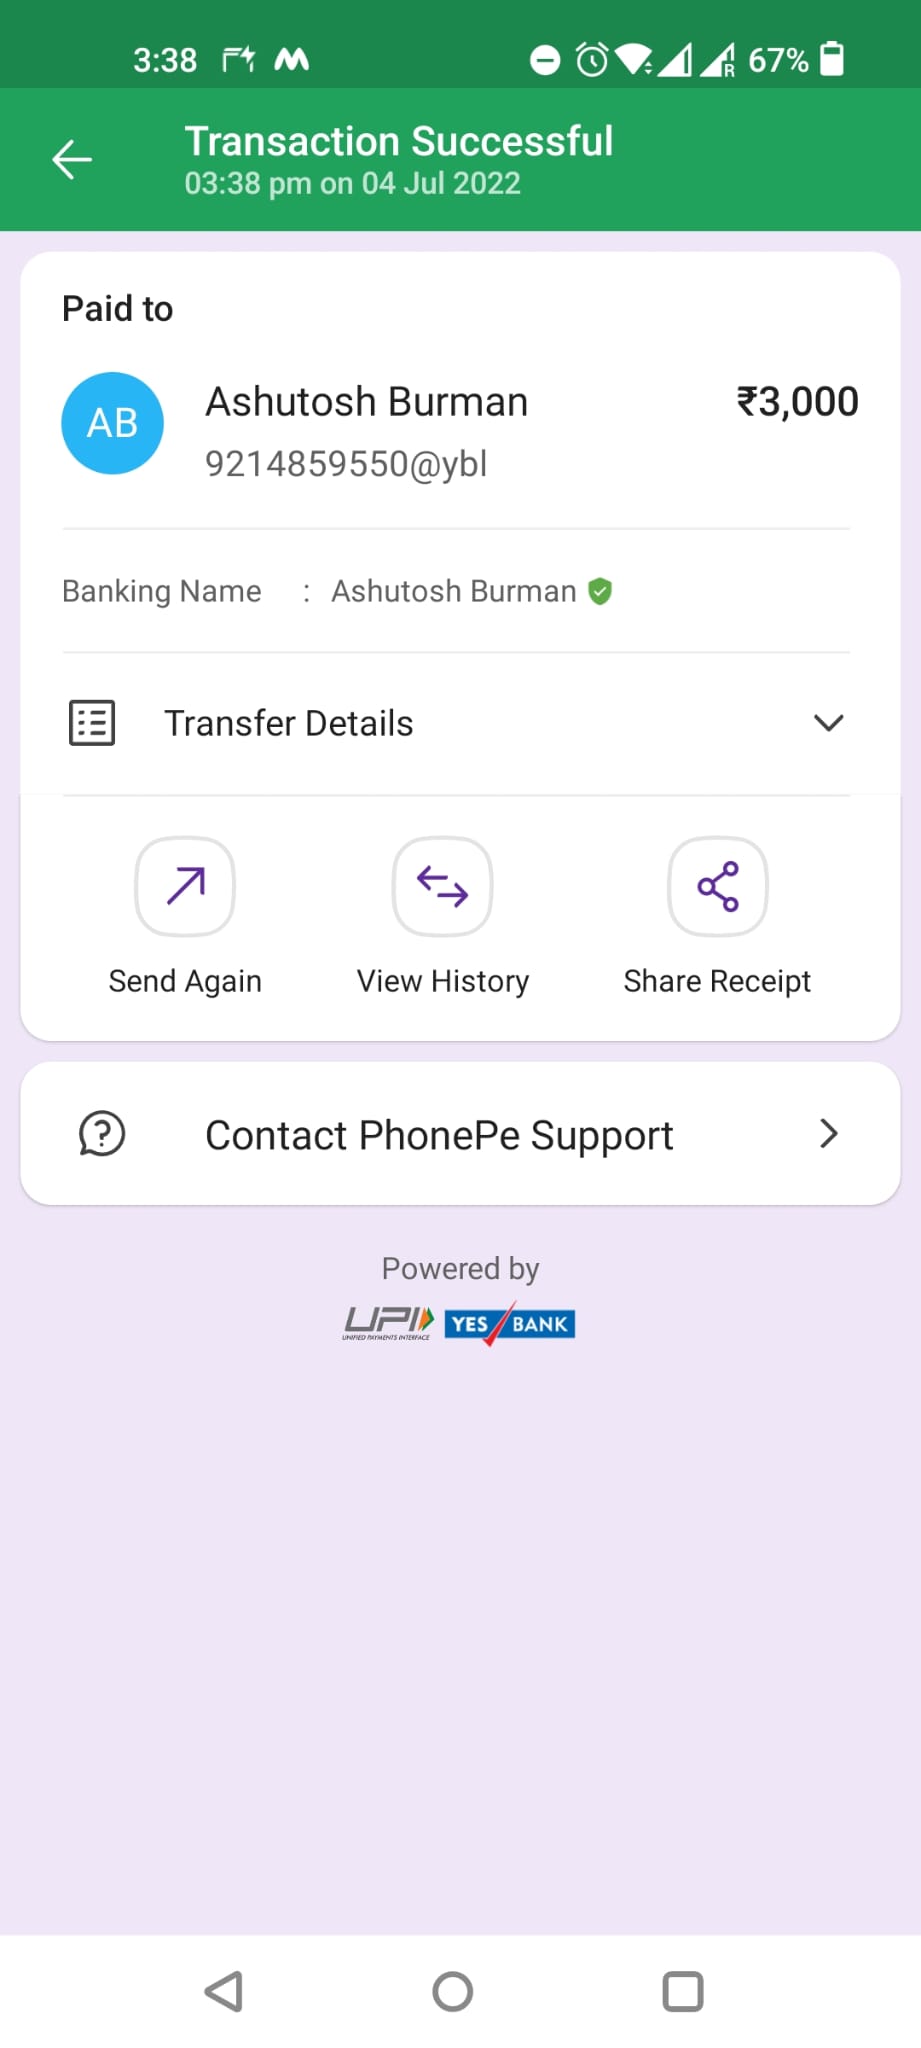 3:38 67%
Transaction Successful
03:38 pm on 04 Jul 2022
Paid to
AB
Ashutosh Burman ₹3,000
9214859550@ybl
Banking Name : Ashutosh Burman
Transfer Details
Send Again View History Share Receipt
Contact PhonePe Support
Powered by
UPI YES BANK
UNIFIED PAYMENTS INTERFACE